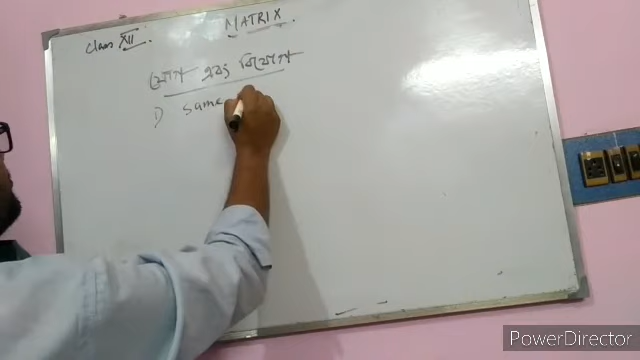 MATRIX.
Class XII.
যোগ এবং বিয়োগ
1) same
PowerDirector